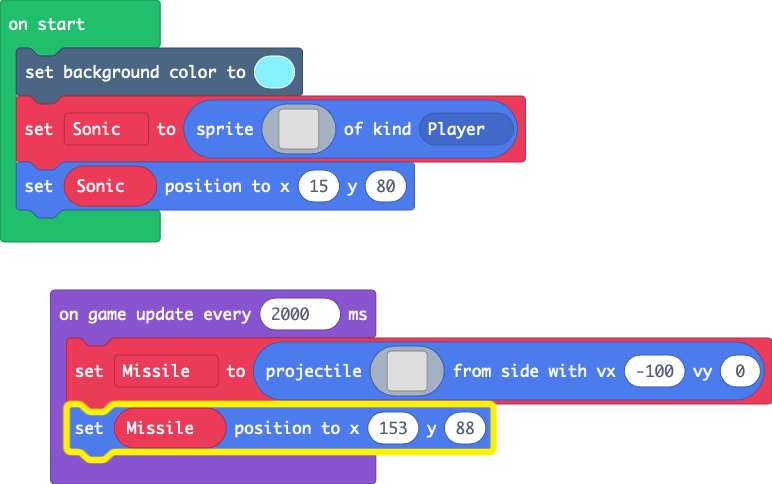 on start
set background color to
set Sonic to sprite of kind Player
set Sonic position to x 15 y 80
on game update every 2000 ms
set Missile to projectile from side with vx -100 vy 0
set Missile position to x 153 y 88